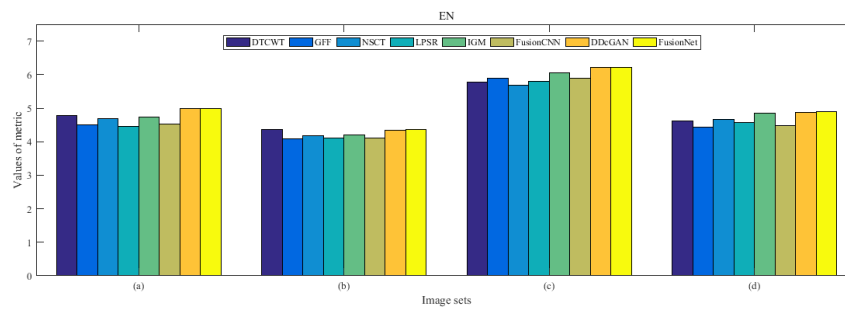 EN
DTCWT GFF NSCT LPSR IGM FusionCNN DDcGAN FusionNet
Values of metric
7
6
5
4
3
2
1
0
(a) (b) (c) (d)
Image sets